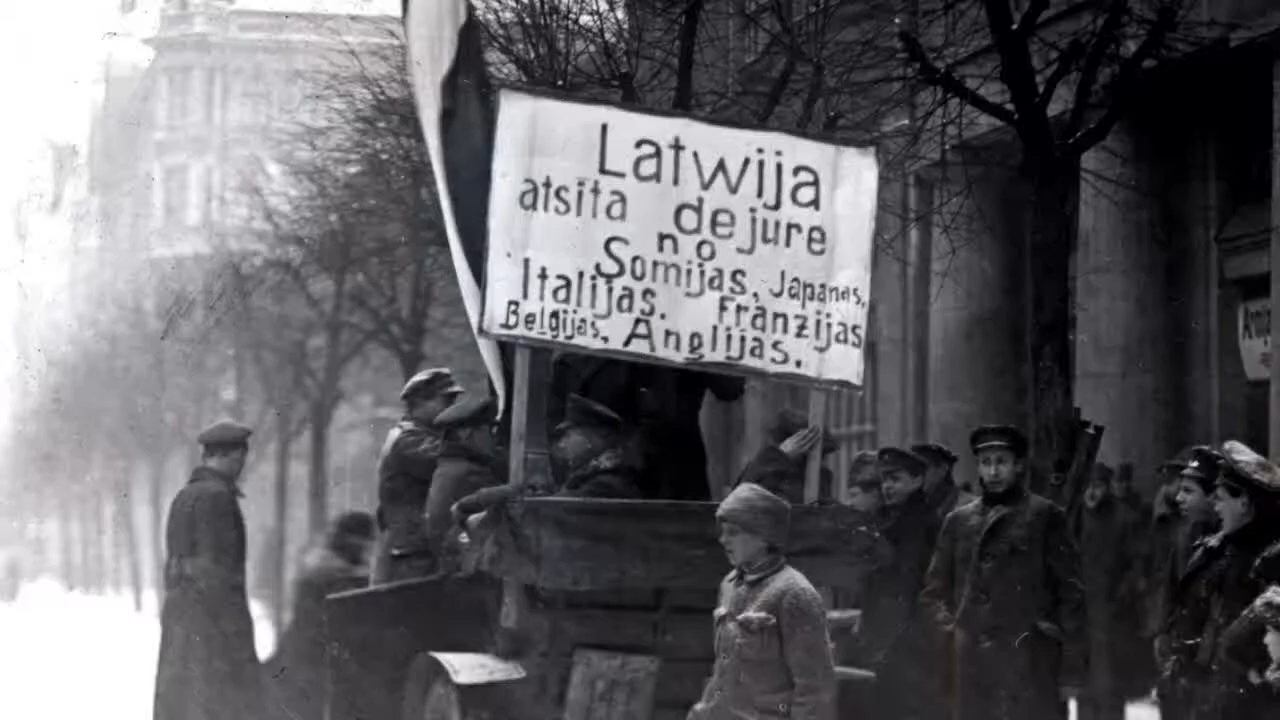 Latwija
atsita de jure
no
Somijas, Japanas,
Italijas. Franzijas
Belgijas, Anglijas.